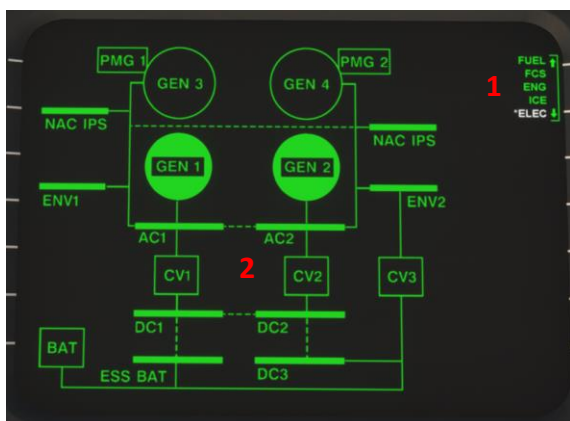 PMG 1
PMG 2
GEN 3
GEN 4
FUEL
FCS
ENG
ICE
*ELEC
1
NAC IPS
NAC IPS
GEN 1
GEN 2
ENV1
ENV2
AC1
AC2
CV1
2
CV2
CV3
DC1
DC2
BAT
ESS BAT
DC3